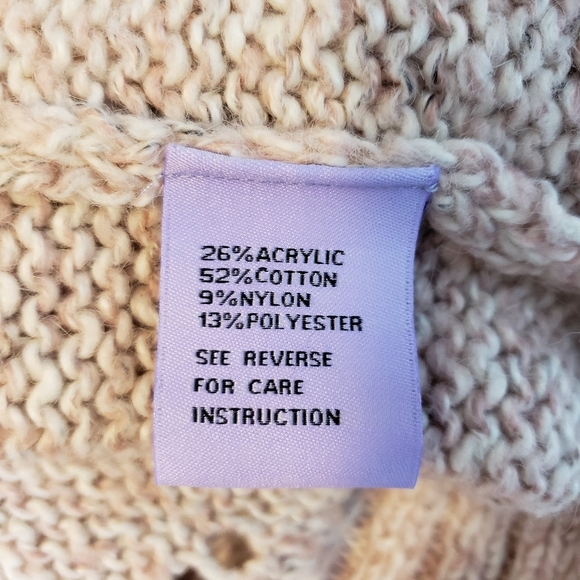 26%ACRYLIC
52%COTTON
9%NYLON
13%POLYESTER
SEE REVERSE
FOR CARE
INSTRUCTION